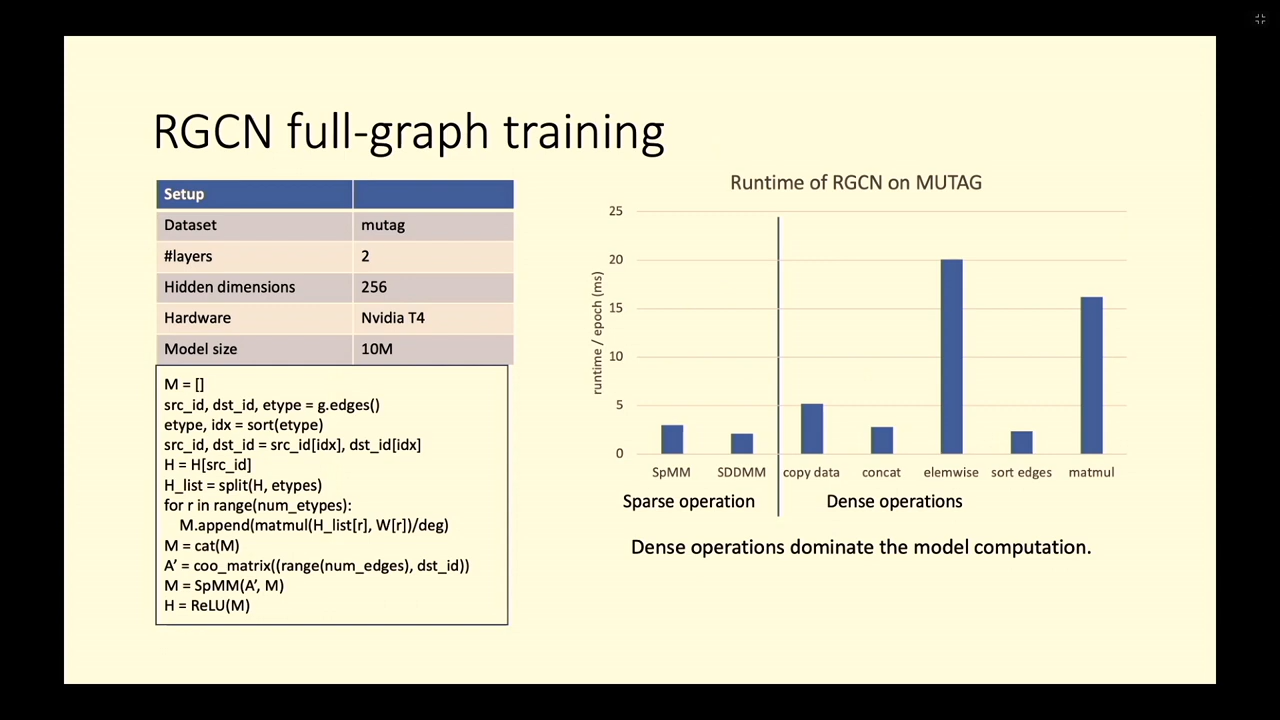 RGCN full-graph training
Setup
Dataset mutag
#layers 2
Hidden dimensions 256
Hardware Nvidia T4
Model size 10M
M = []
src_id, dst_id, etype = g.edges()
etype, idx = sort(etype)
src_id, dst_id = src_id[idx], dst_id[idx]
H = H[src_id]
H_list = split(H, etypes)
for r in range(num_etypes):
M.append(matmul(H_list[r], W[r])/deg)
M = cat(M)
A’ = coo_matrix((range(num_edges), dst_id))
M = SpMM(A’, M)
H = ReLU(M)
Runtime of RGCN on MUTAG
runtime / epoch (ms)
25
20
15
10
5
0
SpMM SDDMM copy data concat elemwise sort edges matmul
Sparse operation Dense operations
Dense operations dominate the model computation.